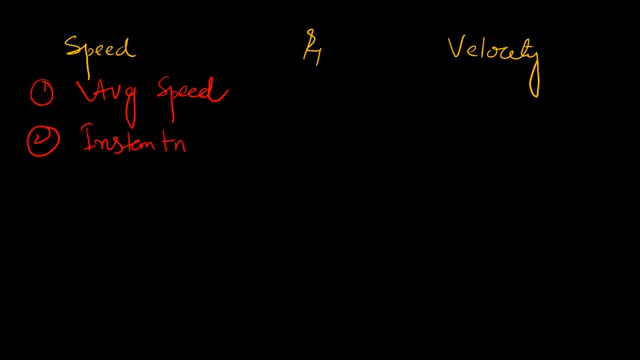 Speed & Velocity
① Avg Speed
② Instantn